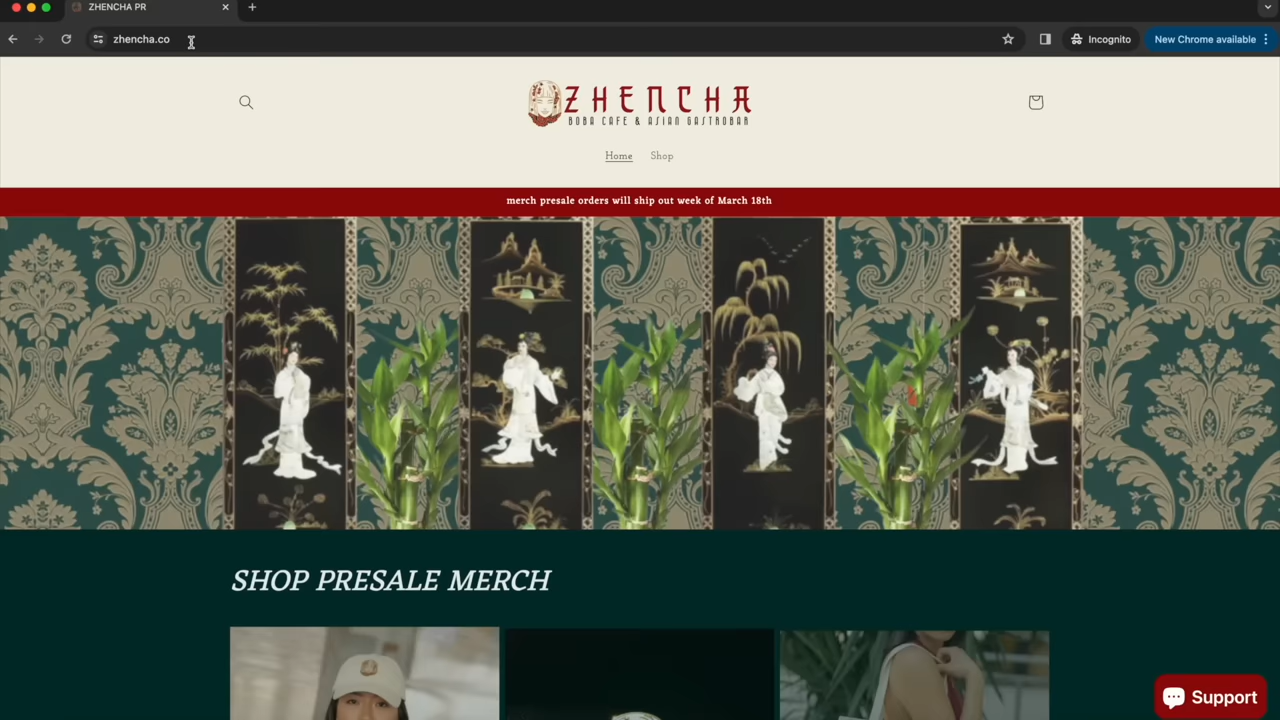 ZHENCHA PR
zhencha.co
Incognito
New Chrome available
ZHENCHA
BOBA CAFE & ASIAN GASTROBAR
Home
Shop
merch presale orders will ship out week of March 18th
SHOP PRESALE MERCH
Support